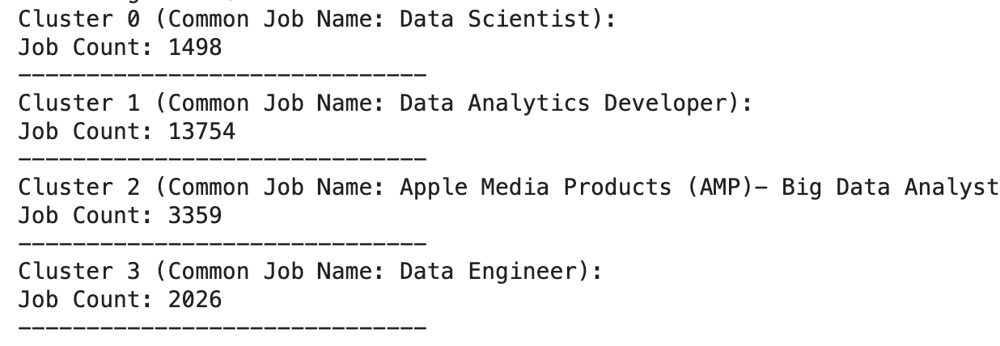 Cluster 0 (Common Job Name: Data Scientist):
Job Count: 1498
------------------------------
Cluster 1 (Common Job Name: Data Analytics Developer):
Job Count: 13754
------------------------------
Cluster 2 (Common Job Name: Apple Media Products (AMP)- Big Data Analyst
Job Count: 3359
------------------------------
Cluster 3 (Common Job Name: Data Engineer):
Job Count: 2026
------------------------------